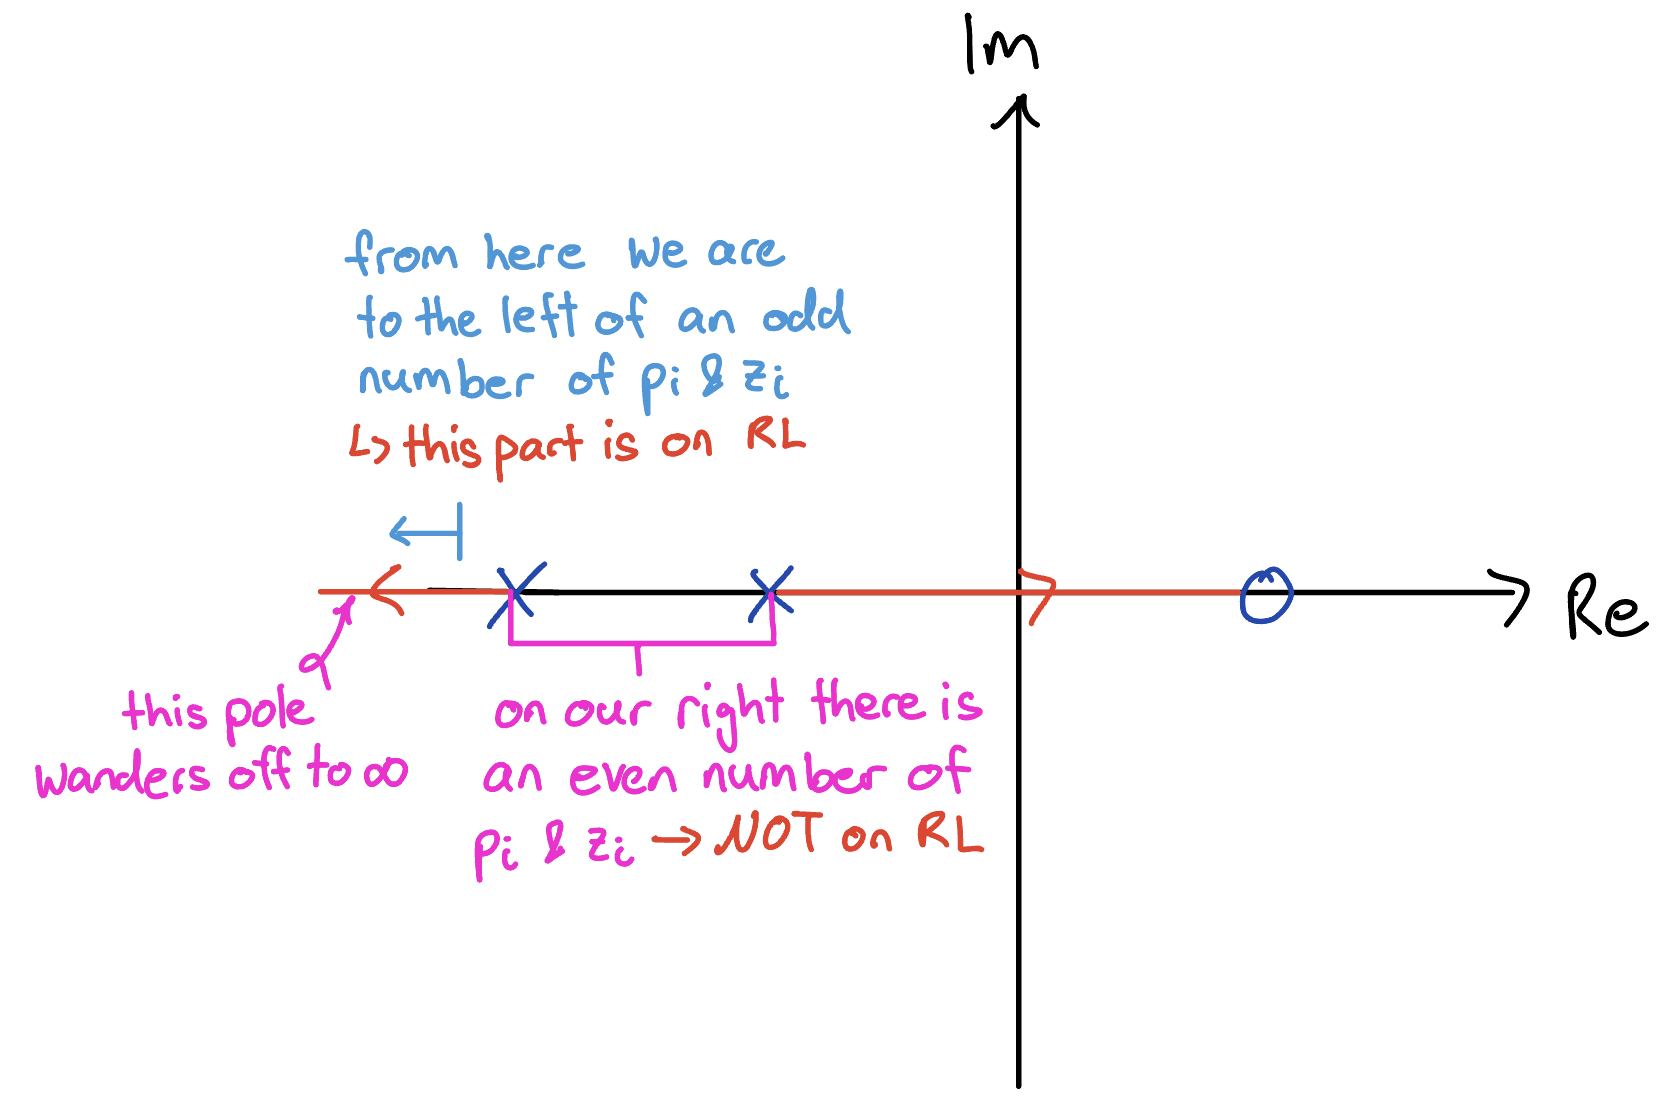 Im
from here we are
to the left of an odd
number of pi & zi
↳ this part is on RL
Re
this pole
wanders off to ∞
on our right there is
an even number of
pi & zi → NOT on RL